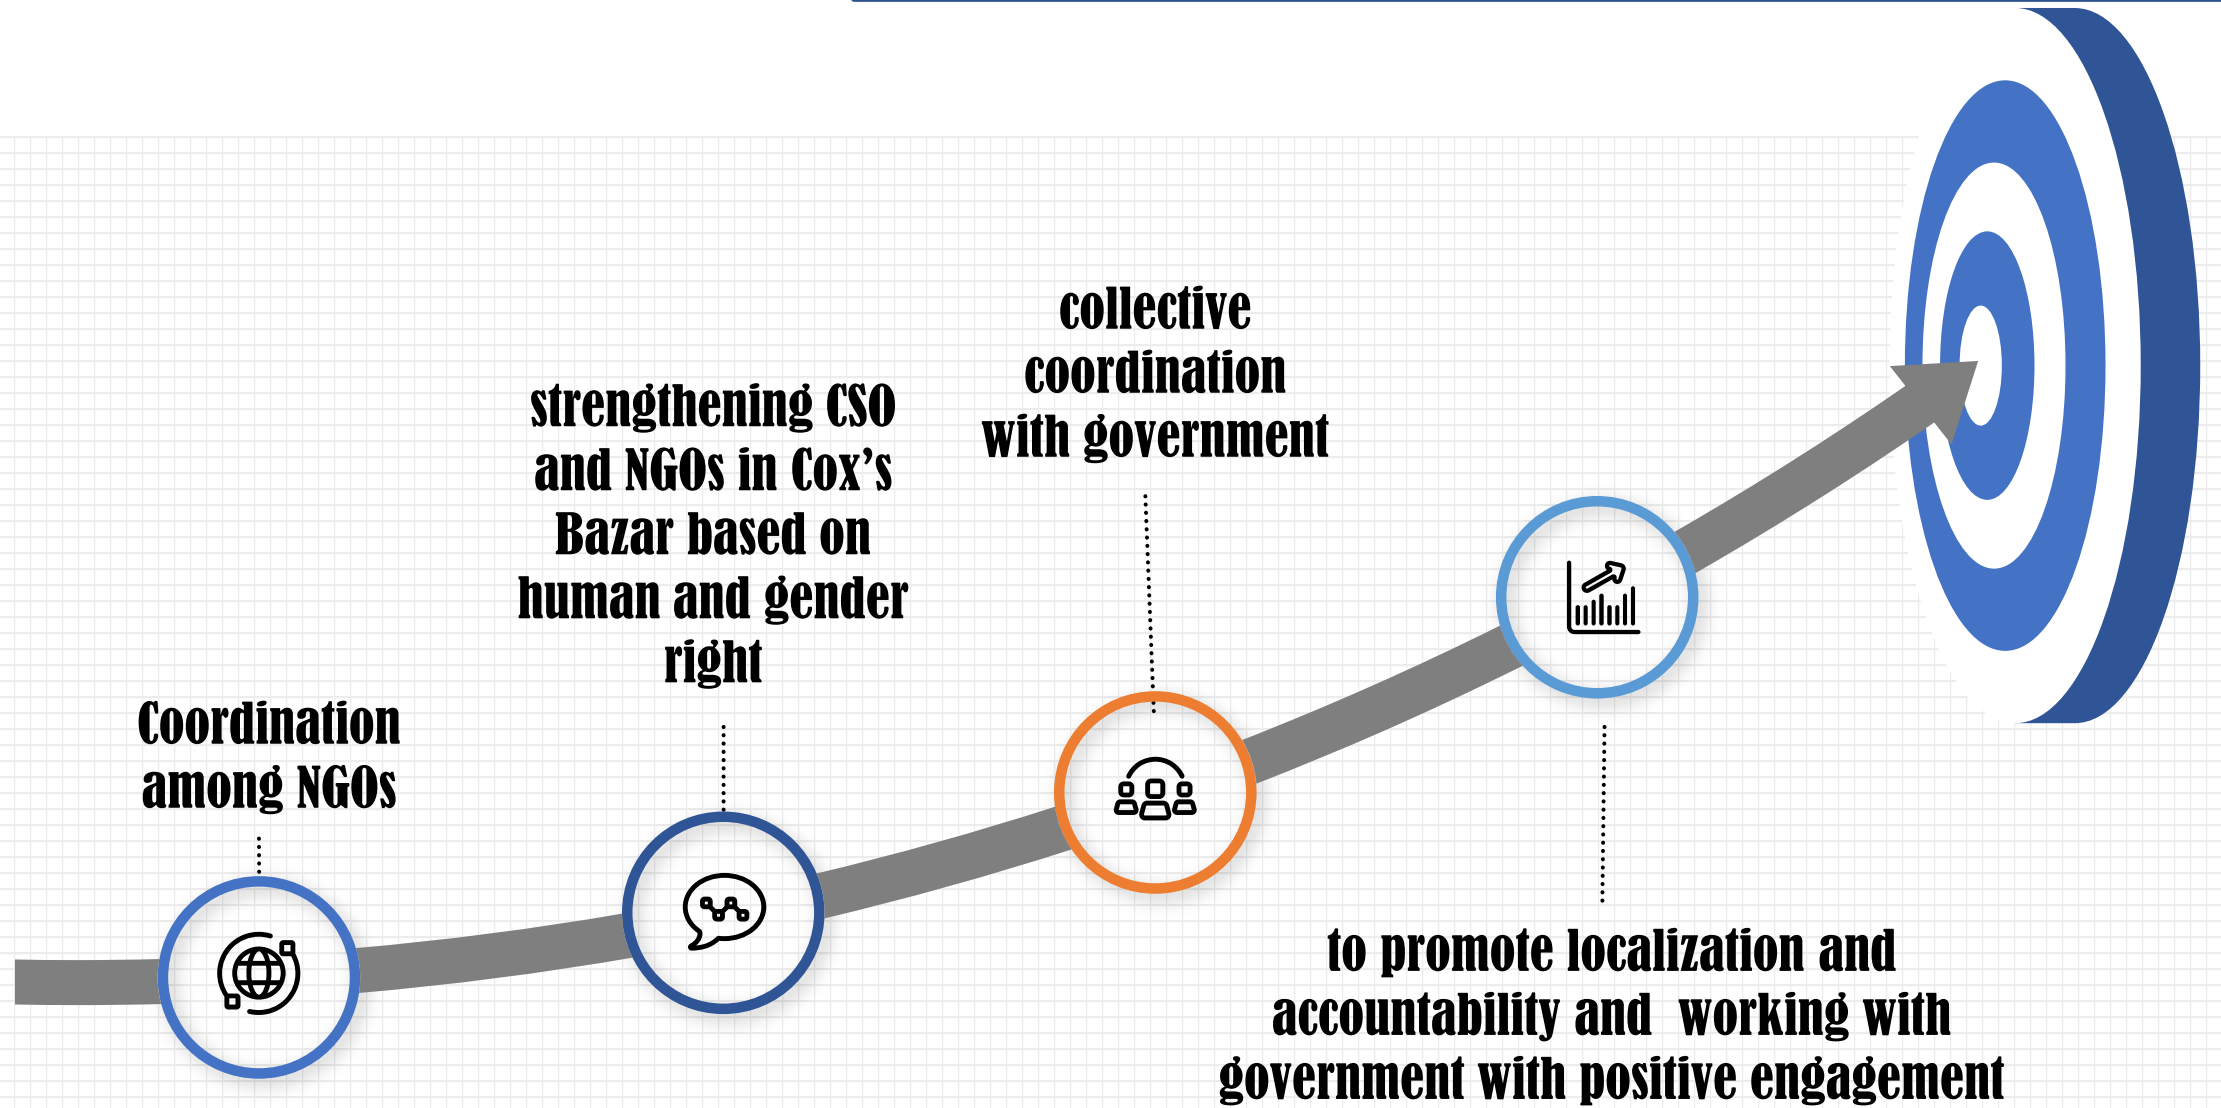 Coordination
among NGOs
strengthening CSO
and NGOs in Cox’s
Bazar based on
human and gender
right
collective
coordination
with government
to promote localization and
accountability and  working with
government with positive engagement